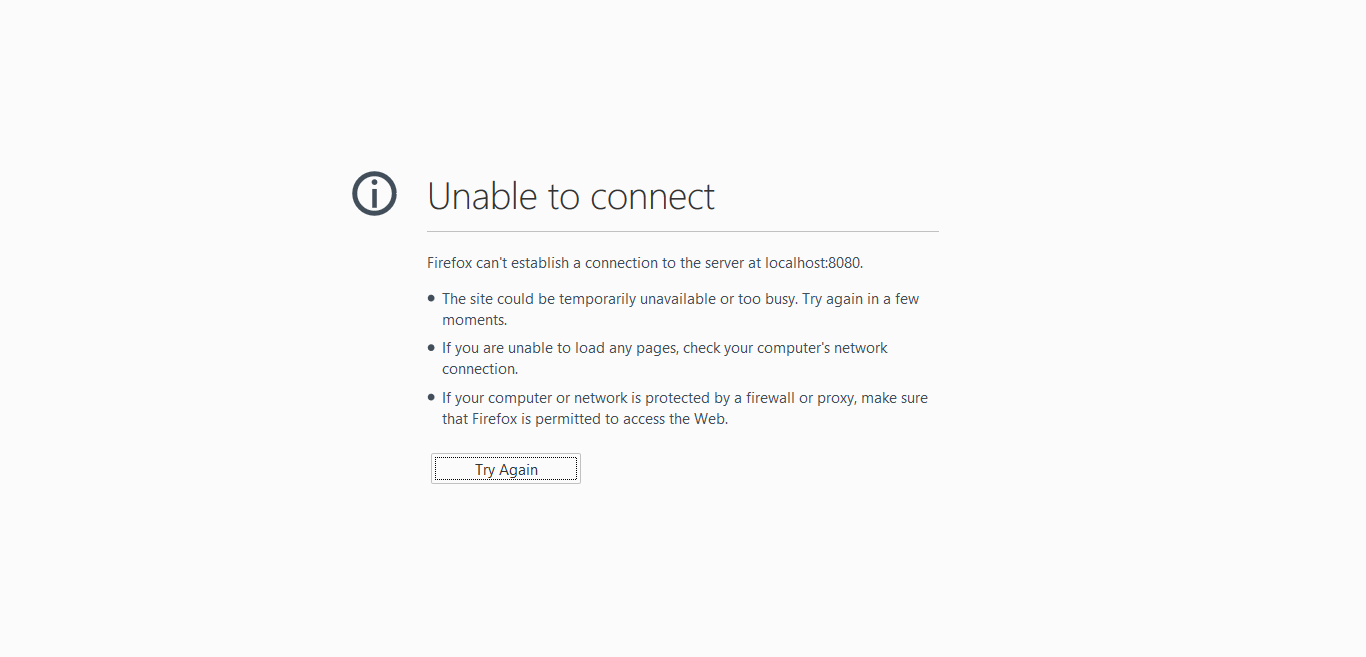 Unable to connect
Firefox can't establish a connection to the server at localhost:8080.
The site could be temporarily unavailable or too busy. Try again in a few
moments.
If you are unable to load any pages, check your computer's network
connection.
If your computer or network is protected by a firewall or proxy, make sure
that Firefox is permitted to access the Web.
Try Again